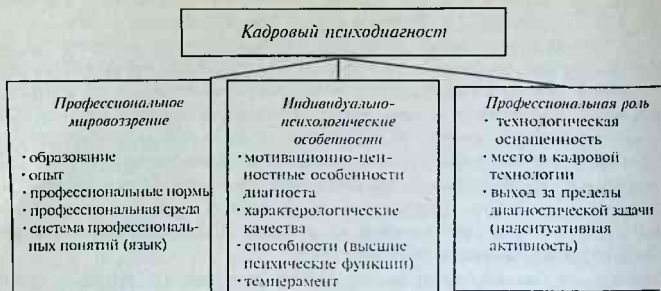 Кадровый психодиагност
Профессиональное
мировоззрение
· образование
· опыт
· профессиональные нормы
· профессиональная среда
· система профессиональ-
ных понятий (язык)
Индивидуально-
психологические
особенности
· мотивационно-цен-
ностные особенности
диагноста
· характерологические
качества
· способности (высшие
психические функции)
· темперамент
Профессиональная роль
· технологическая
оснащенность
· место в кадровой
технологии
· выход за пределы
диагностической задачи
(надситуативная
активность)